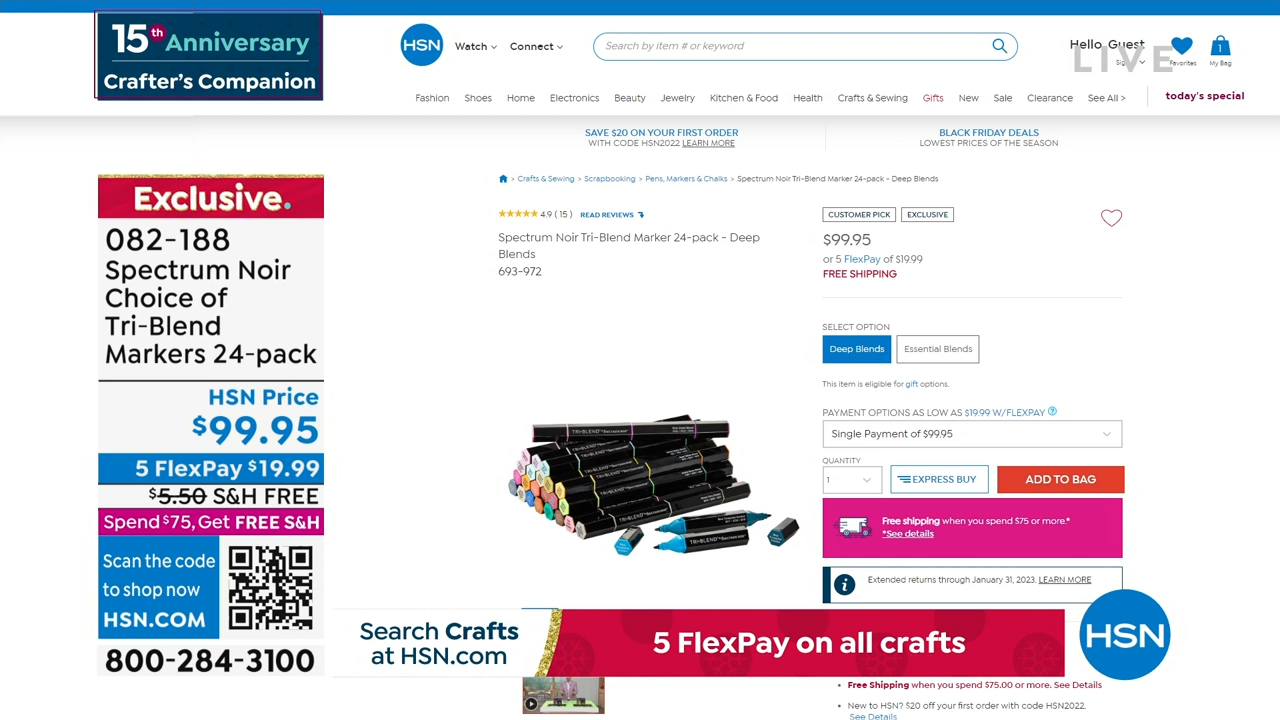 15th Anniversary
Crafter's Companion
HSN
Watch
Connect
Search by item # or keyword
Hello, Guest
LIVE
Favorites
1
My Bag
Fashion
Shoes
Home
Electronics
Beauty
Jewelry
Kitchen & Food
Health
Crafts & Sewing
Gifts
New
Sale
Clearance
See All >
today's special
SAVE $20 ON YOUR FIRST ORDER
WITH CODE HSN2022 LEARN MORE
BLACK FRIDAY DEALS
LOWEST PRICES OF THE SEASON
> Crafts & Sewing > Scrapbooking > Pens, Markers & Chalks > Spectrum Noir Tri-Blend Marker 24-pack - Deep Blends
Exclusive.
082-188
Spectrum Noir
Choice of
Tri-Blend
Markers 24-pack
HSN Price
$99.95
5 FlexPay $19.99
$5.50 S&H FREE
Spend $75, Get FREE S&H
Scan the code
to shop now
HSN.COM
800-284-3100
4.9 ( 15 ) READ REVIEWS
Spectrum Noir Tri-Blend Marker 24-pack - Deep
Blends
693-972
TRI-BLEND
TRI-BLEND
CUSTOMER PICK
EXCLUSIVE
$99.95
or 5 FlexPay of $19.99
FREE SHIPPING
SELECT OPTION
Deep Blends
Essential Blends
This item is eligible for gift options.
PAYMENT OPTIONS AS LOW AS $19.99 W/FLEXPAY ?
Single Payment of $99.95
QUANTITY
1
EXPRESS BUY
ADD TO BAG
Free shipping when you spend $75 or more.*
*See details
Extended returns through January 31, 2023. LEARN MORE
Search Crafts
at HSN.com
5 FlexPay on all crafts
HSN
Free Shipping when you spend $75.00 or more. See Details
New to HSN? $20 off your first order with code HSN2022.
See Details